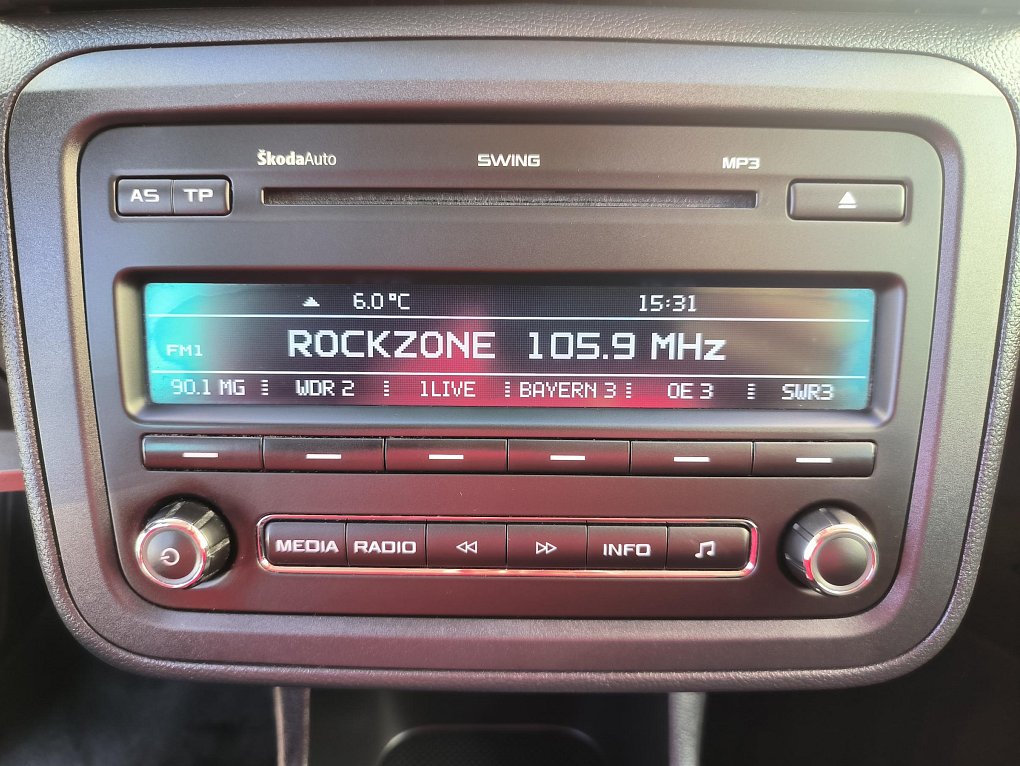 ŠkodaAuto SWING MP3
AS TP
6.0°C 15:31
FM1 ROCKZONE 105.9 MHz
90.1 MG WDR 2 1LIVE BAYERN 3 OE 3 SWR3
MEDIA RADIO INFO